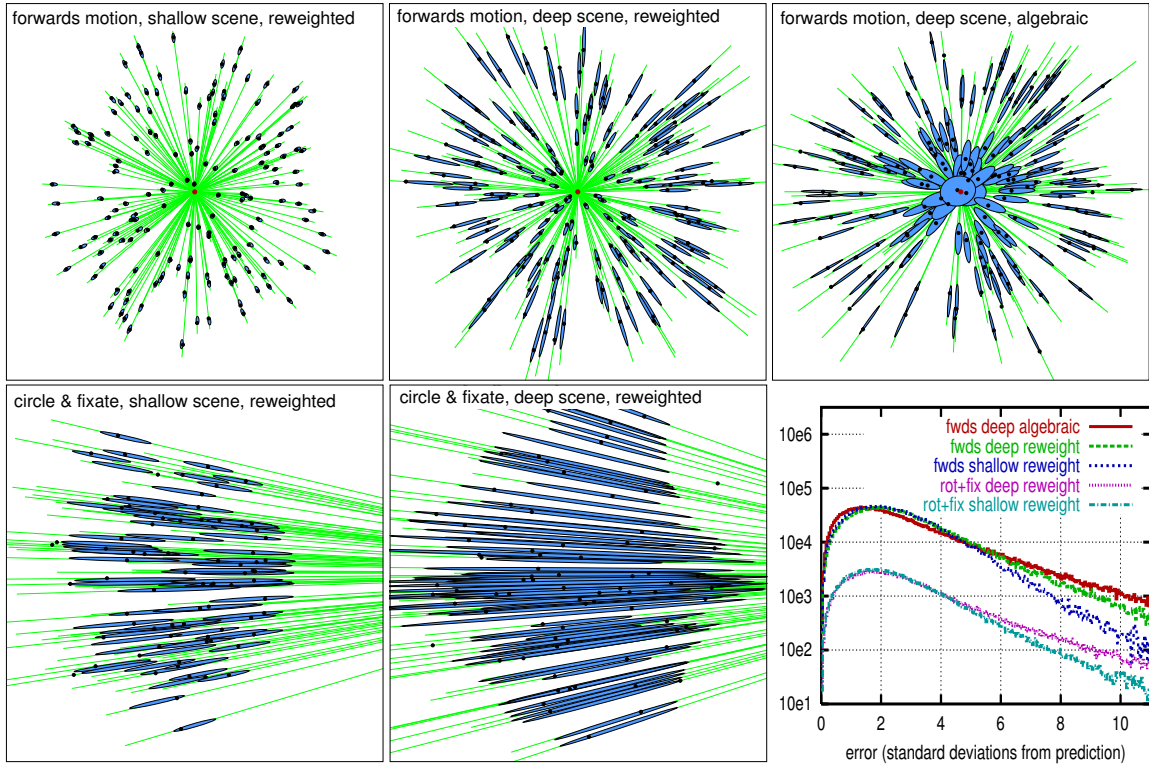 forwards motion, shallow scene, reweighted
forwards motion, deep scene, reweighted
forwards motion, deep scene, algebraic
circle & fixate, shallow scene, reweighted
circle & fixate, deep scene, reweighted
fwds deep algebraic
fwds deep reweight
fwds shallow reweight
rot+fix deep reweight
rot+fix shallow reweight
10e6
10e5
10e4
10e3
10e2
10e1
0 2 4 6 8 10
error (standard deviations from prediction)